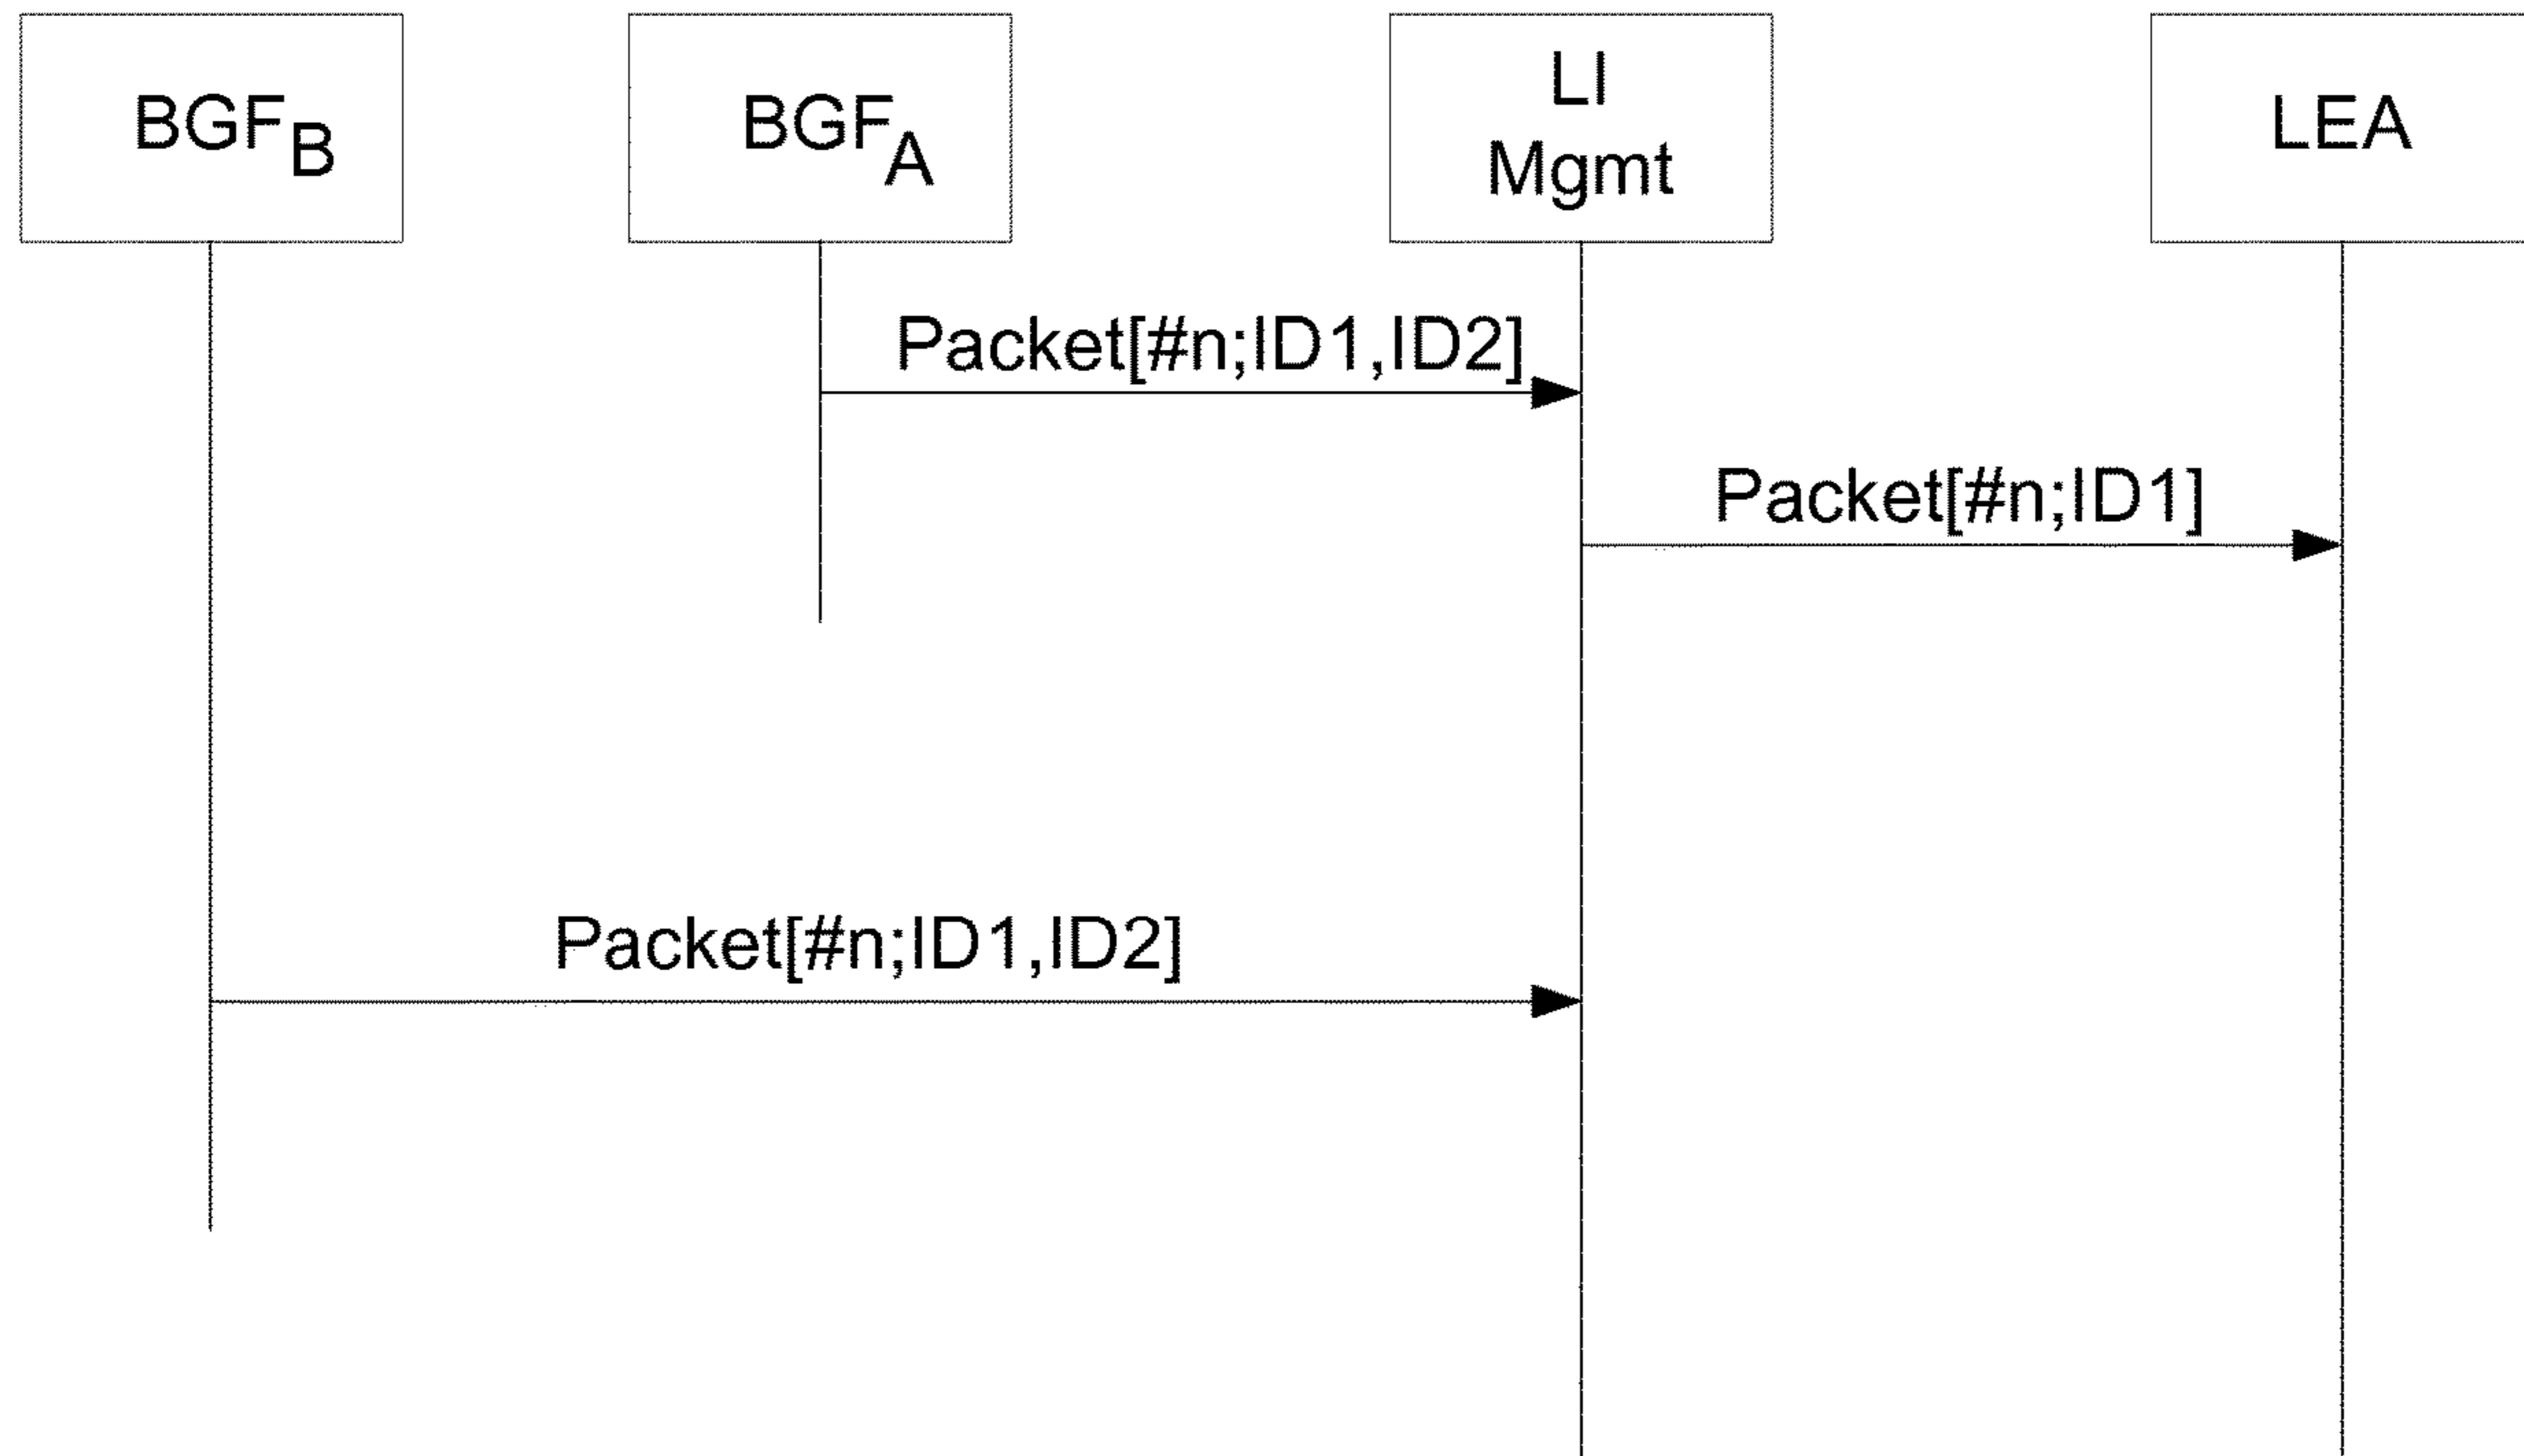 BGF_B
BGF_A
LI
Mgmt
LEA
Packet[#n;ID1,ID2]
Packet[#n;ID1]
Packet[#n;ID1,ID2]